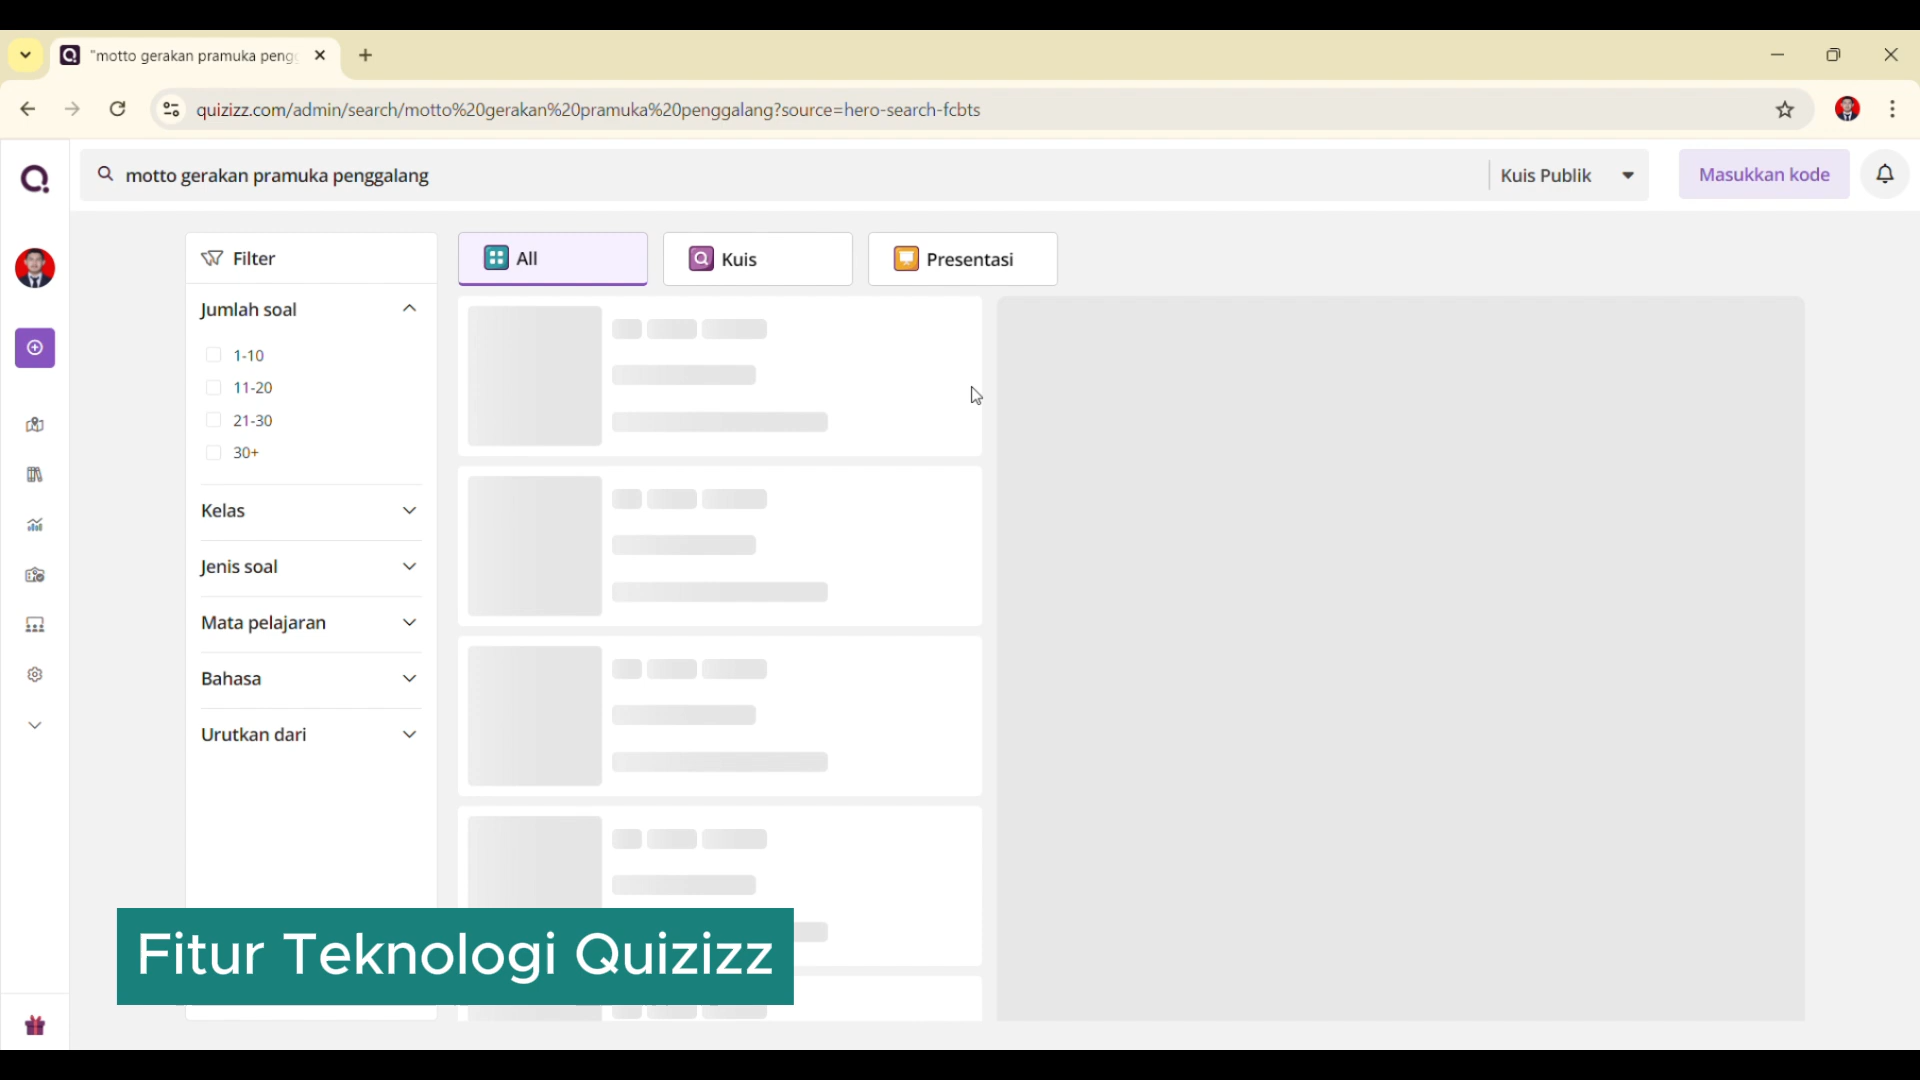 "motto gerakan pramuka peng
quizizz.com/admin/search/motto%20gerakan%20pramuka%20penggalang?source=hero-search-fcbts
motto gerakan pramuka penggalang
Kuis Publik
Masukkan kode
Filter
All
Kuis
Presentasi
Jumlah soal
1-10
11-20
21-30
30+
Kelas
Jenis soal
Mata pelajaran
Bahasa
Urutkan dari
Fitur Teknologi Quizizz